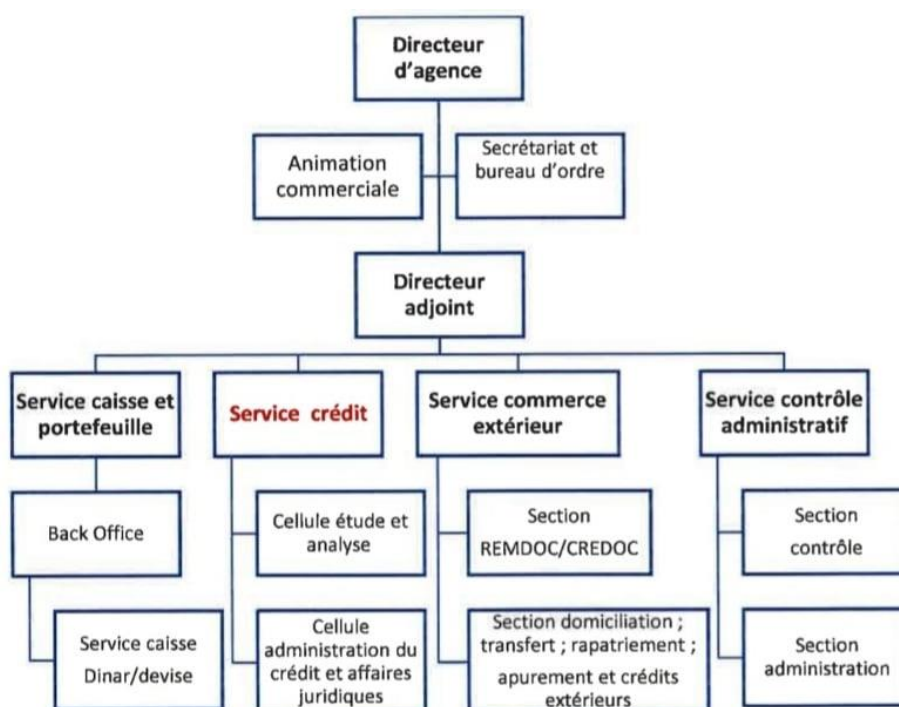 Directeur
d'agence
Animation
commerciale
Secrétariat et
bureau d'ordre
Directeur
adjoint
Service caisse et
portefeuille
Service crédit
Service commerce
extérieur
Service contrôle
administratif
Back Office
Cellule étude et
analyse
Section
REMDOC/CREDOC
Section
contrôle
Service caisse
Dinar/devise
Cellule
administration du
crédit et affaires
juridiques
Section domiciliation ;
transfert ; rapatriement ;
apurement et crédits
extérieurs
Section
administration